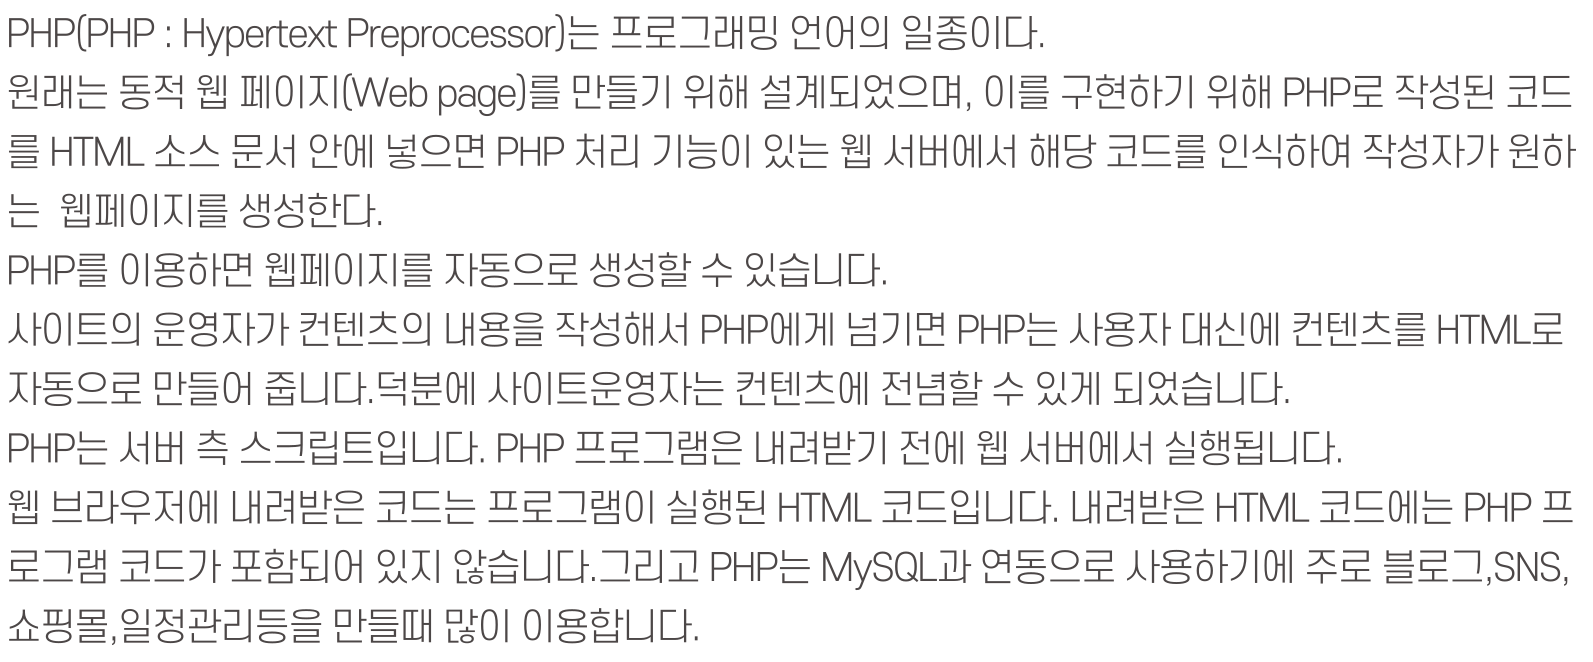 PHP(PHP : Hypertext Preprocessor)는 프로그래밍 언어의 일종이다.
원래는 동적 웹 페이지(Web page)를 만들기 위해 설계되었으며, 이를 구현하기 위해 PHP로 작성된 코드
를 HTML 소스 문서 안에 넣으면 PHP 처리 기능이 있는 웹 서버에서 해당 코드를 인식하여 작성자가 원하
는  웹페이지를 생성한다.
PHP를 이용하면 웹페이지를 자동으로 생성할 수 있습니다.
사이트의 운영자가 컨텐츠의 내용을 작성해서 PHP에게 넘기면 PHP는 사용자 대신에 컨텐츠를 HTML로
자동으로 만들어 줍니다.덕분에 사이트운영자는 컨텐츠에 전념할 수 있게 되었습니다.
PHP는 서버 측 스크립트입니다. PHP 프로그램은 내려받기 전에 웹 서버에서 실행됩니다.
웹 브라우저에 내려받은 코드는 프로그램이 실행된 HTML 코드입니다. 내려받은 HTML 코드에는 PHP 프
로그램 코드가 포함되어 있지 않습니다.그리고 PHP는 MySQL과 연동으로 사용하기에 주로 블로그,SNS,
쇼핑몰,일정관리등을 만들때 많이 이용합니다.